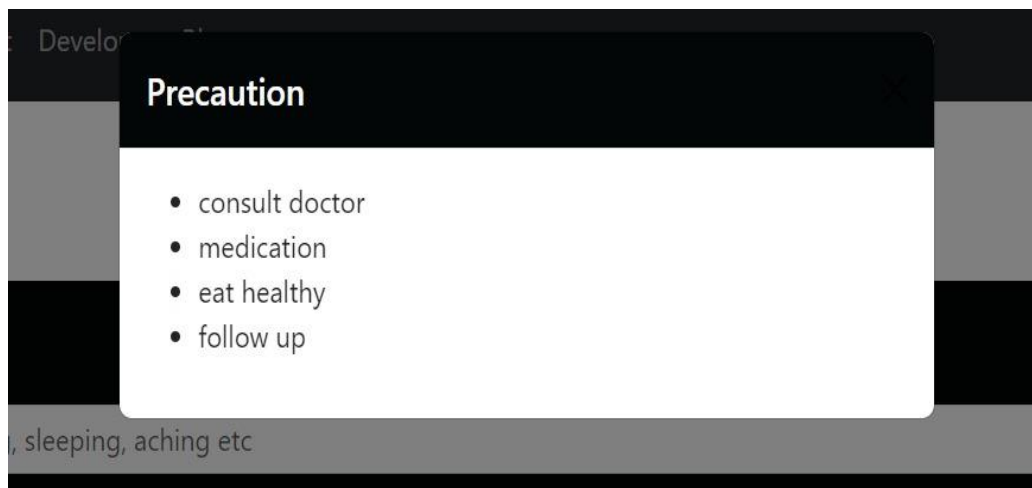 Precaution
• consult doctor
• medication
• eat healthy
• follow up
, sleeping, aching etc